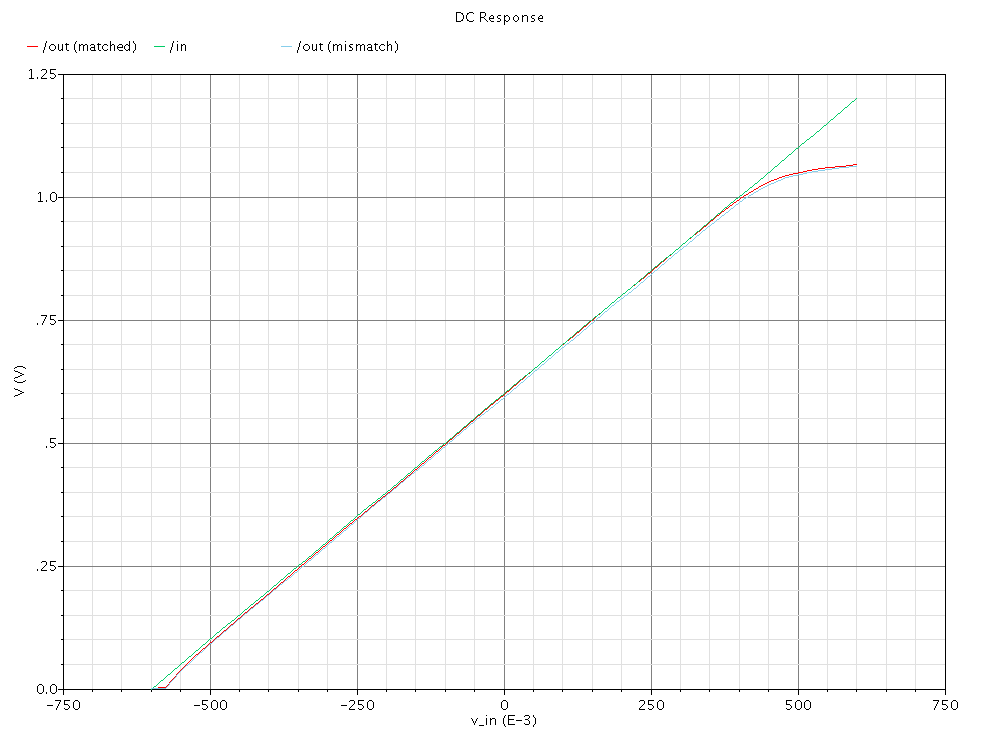 DC Response
/out (matched) /in /out (mismatch)
1.25
1.0
.75
.5
.25
0.0
V (V)
-750 -500 -250 0 250 500 750
v_in (E-3)